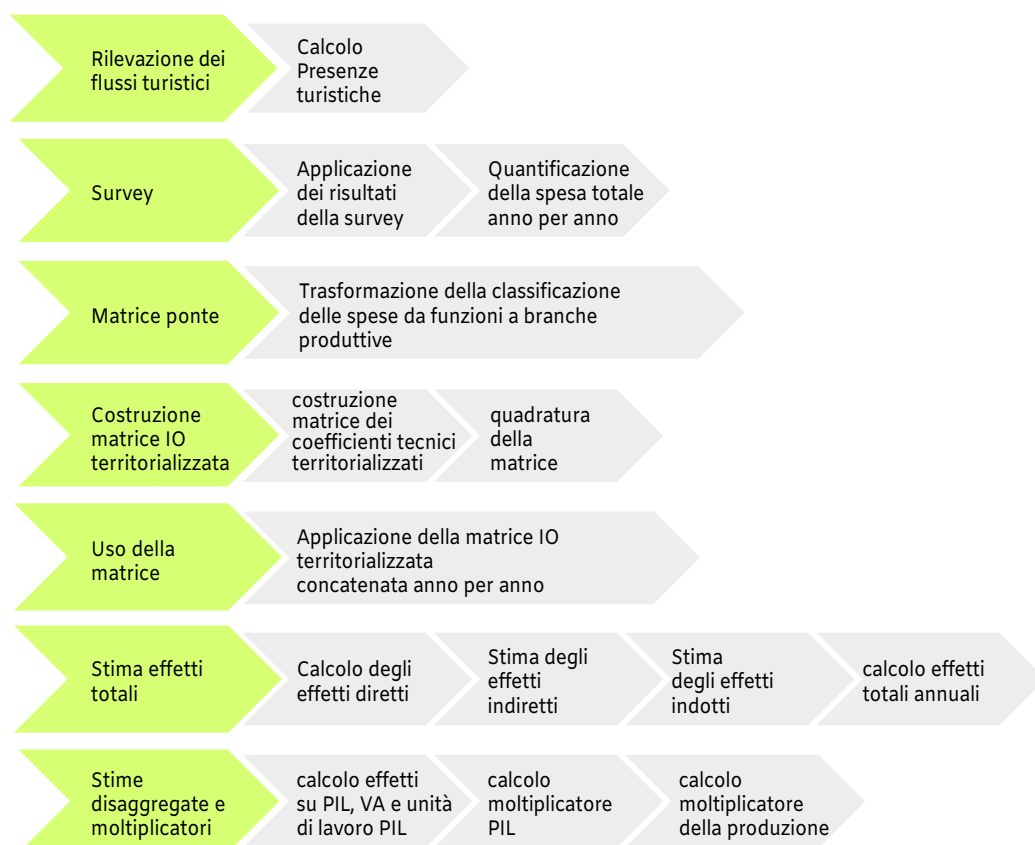 Rilevazione dei
flussi turistici
Calcolo
Presenze
turistiche
Survey
Applicazione
dei risultati
della survey
Quantificazione
della spesa totale
anno per anno
Matrice ponte
Trasformazione della classificazione
delle spese da funzioni a branche
produttive
Costruzione
matrice IO
territorializzata
costruzione
matrice dei
coefficienti tecnici
territorializzati
quadratura
della
matrice
Uso della
matrice
Applicazione della matrice IO
territorializzata
concatenata anno per anno
Stima effetti
totali
Calcolo degli
effetti diretti
Stima degli
effetti
indiretti
Stima
degli effetti
indotti
calcolo effetti
totali annuali
Stime
disaggregate e
moltiplicatori
calcolo effetti
su PIL, VA e unità
di lavoro PIL
calcolo
moltiplicatore
PIL
calcolo
moltiplicatore
della produzione